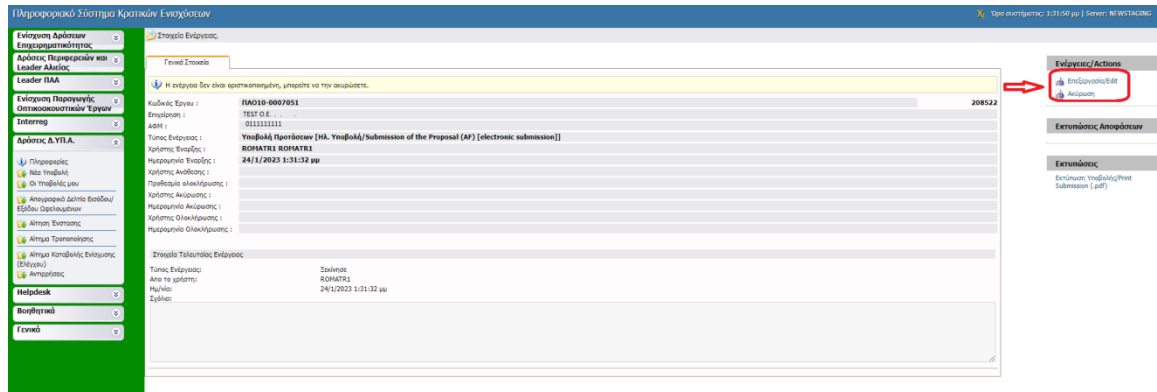 Πληροφοριακό Σύστημα Κρατικών Ενισχύσεων
Ώρα συστήματος: 1:31:50 μμ | Server: NEWSTAGING
Ενίσχυση Δράσεων
Επιχειρηματικότητας
Δράσεις Περιφερειών και
Leader Αλιείας
Leader ΠΑΑ
Ενίσχυση Παραγωγής
Οπτικοακουστικών Έργων
Interreg
Δράσεις Δ.ΥΠ.Α.
Πληροφορίες
Νέα Υποβολή
Οι Υποβολές μου
Απογραφικά Δελτία Εισόδου/
Εξόδου Ωφελουμένων
Αίτηση Ένστασης
Αίτημα Τροποποίησης
Αίτημα Καταβολής Ενίσχυσης
(Ελέγχου)
Αντιρρήσεις
Helpdesk
Βοηθητικά
Γενικά
Στοιχεία Ενέργειας.
Γενικά Στοιχεία
Η ενέργεια δεν είναι οριστικοποιημένη, μπορείτε να την ακυρώσετε.
Κωδικός Έργου : ΠΛΟ10-0007051 208522
Επιχείρηση : TEST Ο.Ε. . . .
ΑΦΜ : 0111111111
Τύπος Ενέργειας : Υποβολή Προτάσεων [Ηλ. Υποβολή/Submission of the Proposal (AF) [electronic submission]]
Χρήστης Έναρξης : ROMATR1 ROMATR1
Ημερομηνία Έναρξης : 24/1/2023 1:31:32 μμ
Χρήστης Ανάθεσης :
Προθεσμία ολοκλήρωσης :
Χρήστης Ακύρωσης :
Ημερομηνία Ακύρωσης :
Χρήστης Ολοκλήρωσης :
Ημερομηνία Ολοκλήρωσης :
Στοιχεία Τελευταίας Ενέργειας
Τύπος Ενέργειας: Ξεκίνησε
Απο το χρήστη: ROMATR1
Ημ/νία: 24/1/2023 1:31:32 μμ
Σχόλια:
Ενέργειες/Actions
Επεξεργασία/Edit
Ακύρωση
Εκτυπώσεις Αποφάσεων
Εκτυπώσεις
Εκτύπωση Υποβολής/Print
Submission (.pdf)